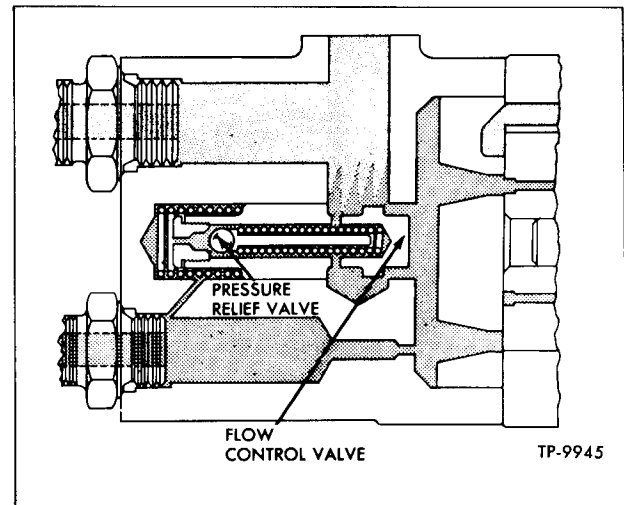 PRESSURE
RELIEF VALVE
FLOW
CONTROL VALVE
TP-9945